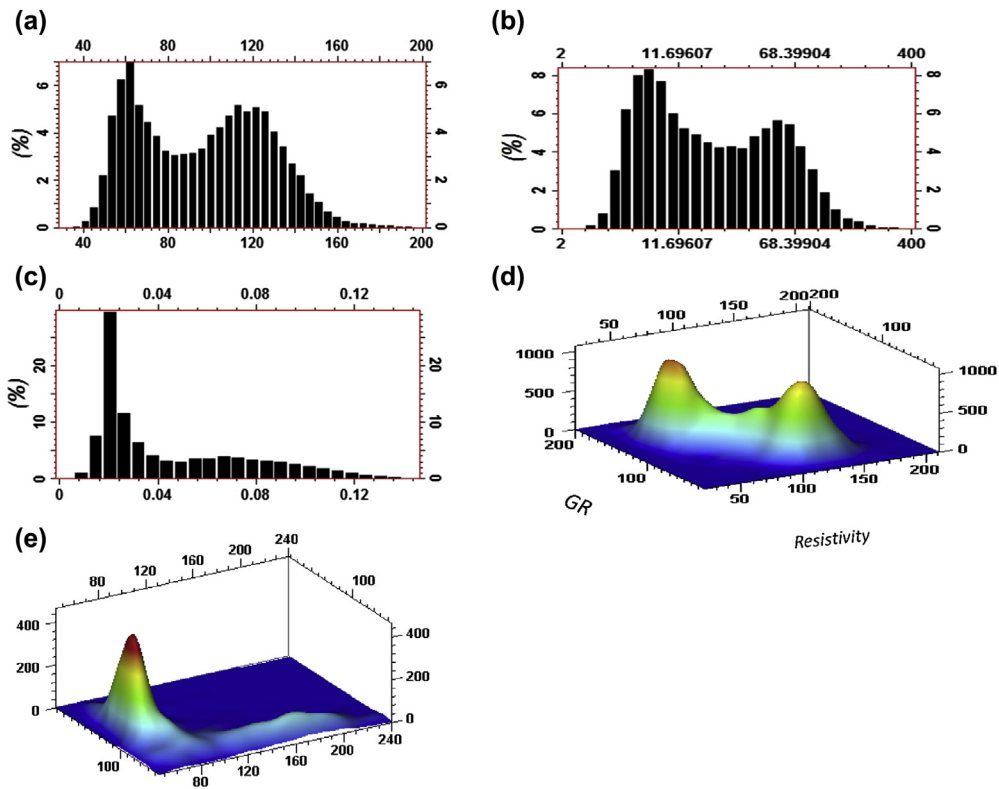 (a)
40 80 120 160 200
6 6
4 4
(%)
2 2
0 0
40 80 120 160 200
(b)
2 11.69607 68.39904 400
8 8
6 6
(%)
4 4
2 2
0 0
2 11.69607 68.39904 400
(c)
0 0.04 0.08 0.12
20 20
(%)
10 10
0 0
0 0.04 0.08 0.12
(d)
50 100 150 200 200
100
1000 1000
500 500
0 0
200 100
50 100 150 200
GR
Resistivity
(e)
80 120 160 200 240
100
400 400
200 200
0 0
100
80 120 160 200 240